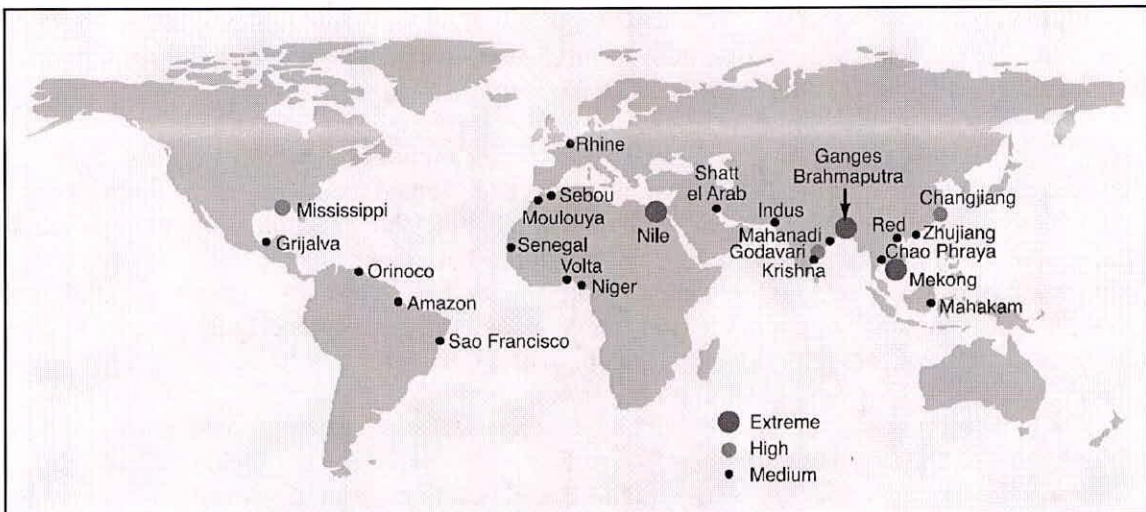 Rhine
Ganges
Brahmaputra
Shatt
el Arab
Sebou
Moulouya
Mississippi
Changjiang
Indus
Nile
Mahanadi
Red
Zhujiang
Grijalva
Senegal
Godavari
Chao Phraya
Krishna
Volta
Orinoco
Niger
Mekong
Amazon
Mahakam
Sao Francisco
Extreme
High
Medium